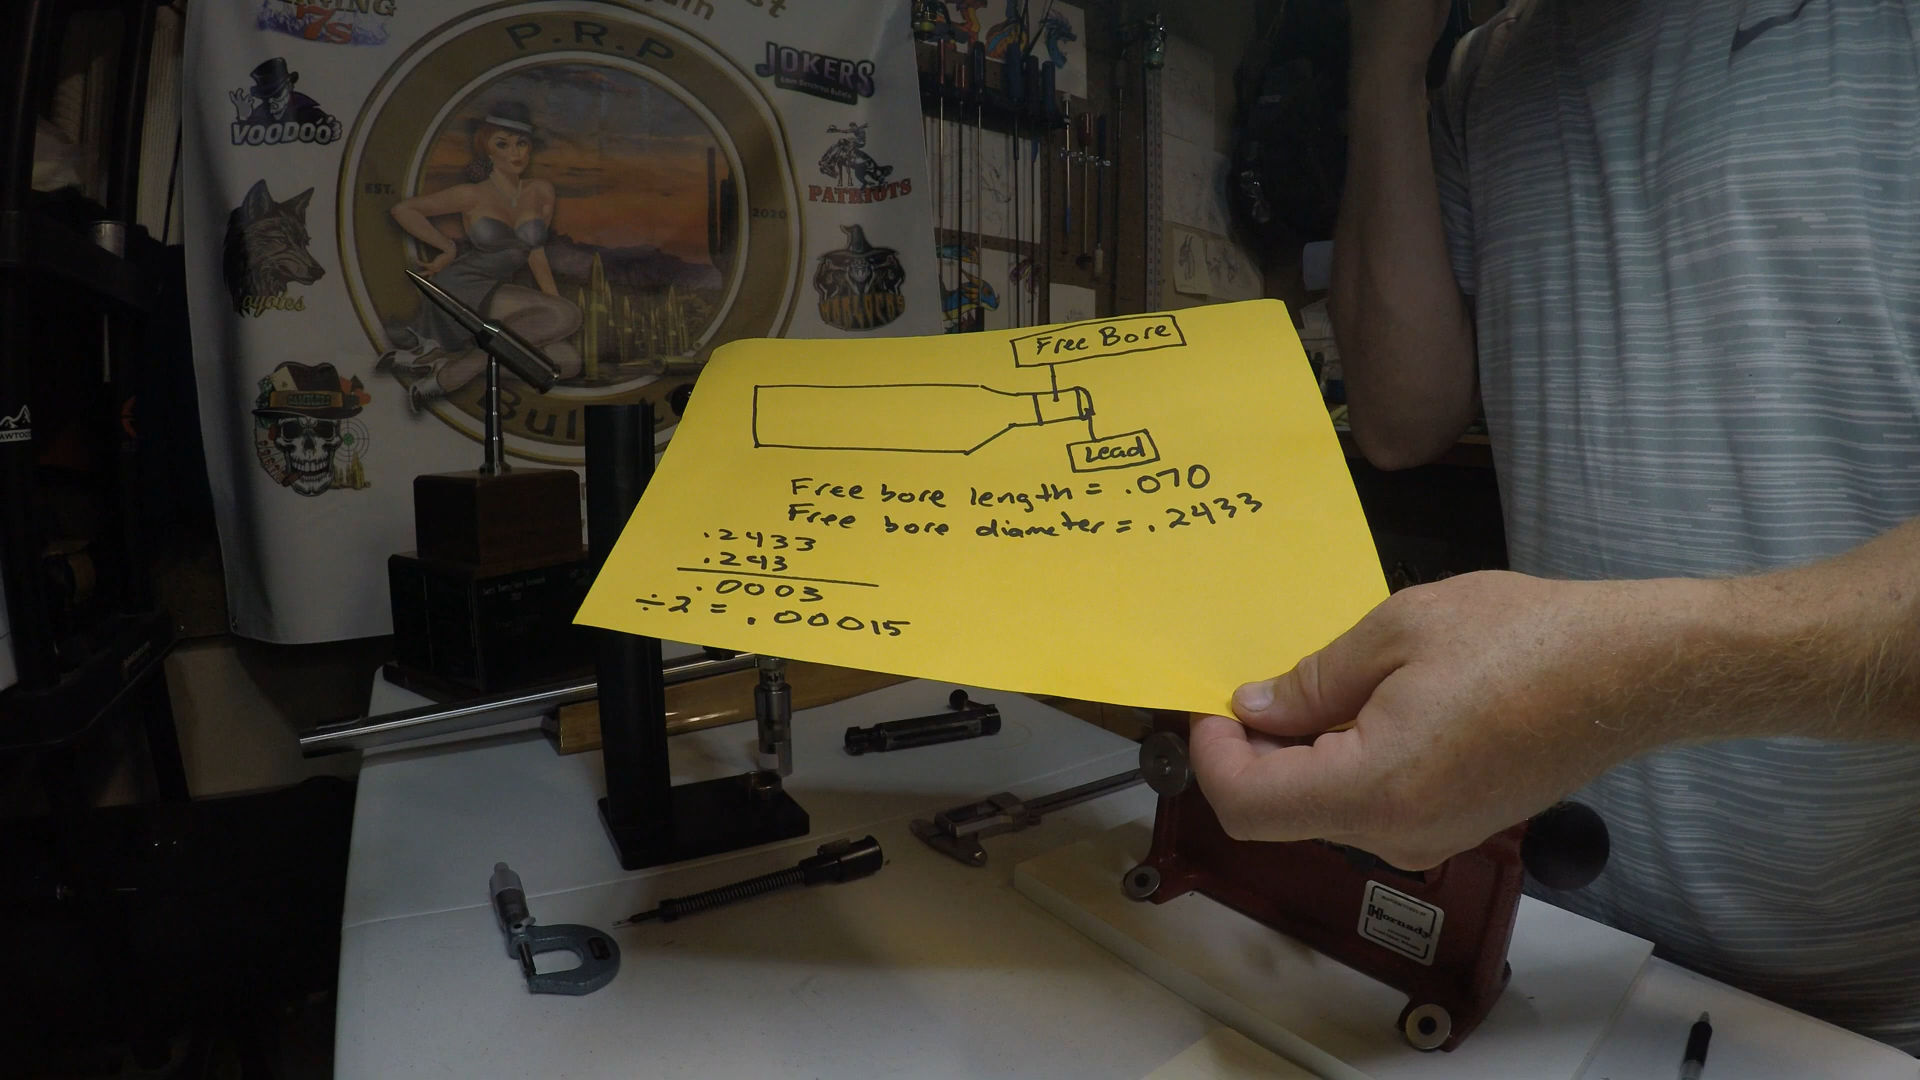 P.R.P
JOKERS
VOODOO
EST.
2020
PATRIOTS
Free Bore
Lead
Free bore length = .070
Free bore diameter = .2433
.2433
.243
.0003
÷2 = .00015
Hornady